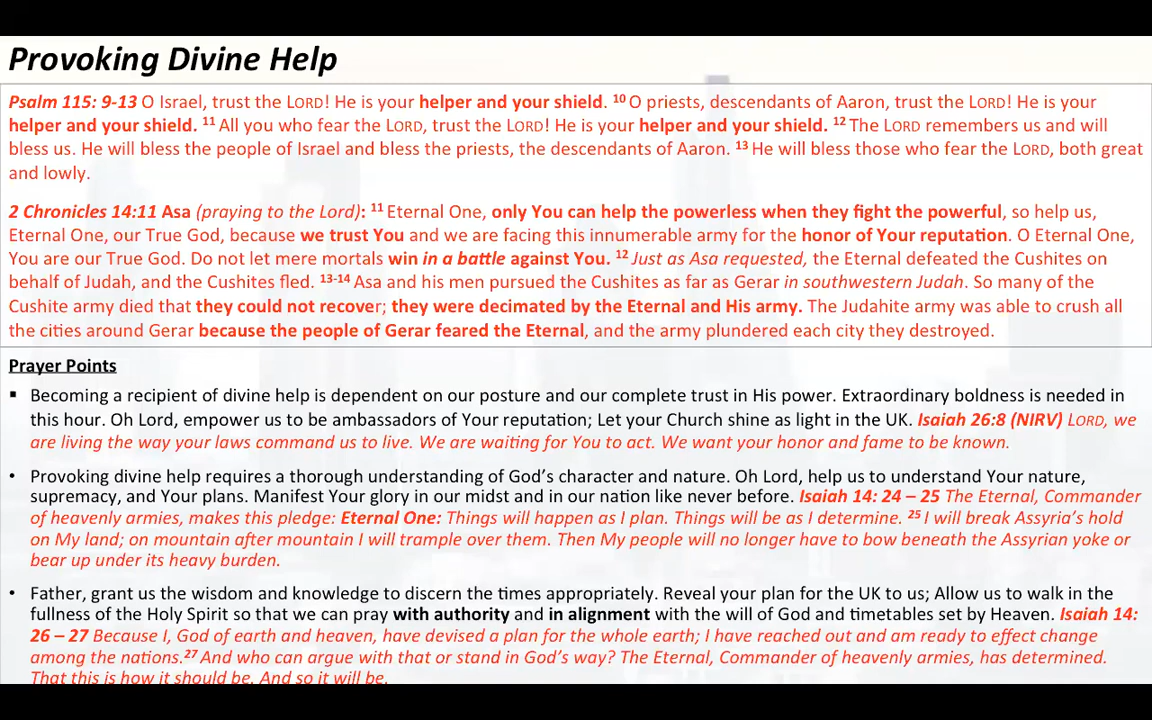 Provoking Divine Help
Psalm 115: 9-13 O Israel, trust the LORD! He is your helper and your shield. 10 O priests, descendants of Aaron, trust the LORD! He is your
helper and your shield. 11 All you who fear the LORD, trust the LORD! He is your helper and your shield. 12 The LORD remembers us and will
bless us. He will bless the people of Israel and bless the priests, the descendants of Aaron. 13 He will bless those who fear the LORD, both great
and lowly.
2 Chronicles 14:11 Asa (praying to the Lord): 11 Eternal One, only You can help the powerless when they fight the powerful, so help us,
Eternal One, our True God, because we trust You and we are facing this innumerable army for the honor of Your reputation. O Eternal One,
You are our True God. Do not let mere mortals win in a battle against You. 12 Just as Asa requested, the Eternal defeated the Cushites on
behalf of Judah, and the Cushites fled. 13-14 Asa and his men pursued the Cushites as far as Gerar in southwestern Judah. So many of the
Cushite army died that they could not recover; they were decimated by the Eternal and His army. The Judahite army was able to crush all
the cities around Gerar because the people of Gerar feared the Eternal, and the army plundered each city they destroyed.
Prayer Points
▪ Becoming a recipient of divine help is dependent on our posture and our complete trust in His power. Extraordinary boldness is needed in
this hour. Oh Lord, empower us to be ambassadors of Your reputation; Let your Church shine as light in the UK. Isaiah 26:8 (NIRV) LORD, we
are living the way your laws command us to live. We are waiting for You to act. We want your honor and fame to be known.
• Provoking divine help requires a thorough understanding of God's character and nature. Oh Lord, help us to understand Your nature,
supremacy, and Your plans. Manifest Your glory in our midst and in our nation like never before. Isaiah 14: 24 – 25 The Eternal, Commander
of heavenly armies, makes this pledge: Eternal One: Things will happen as I plan. Things will be as I determine. 25 I will break Assyria's hold
on My land; on mountain after mountain I will trample over them. Then My people will no longer have to bow beneath the Assyrian yoke or
bear up under its heavy burden.
• Father, grant us the wisdom and knowledge to discern the times appropriately. Reveal your plan for the UK to us; Allow us to walk in the
fullness of the Holy Spirit so that we can pray with authority and in alignment with the will of God and timetables set by Heaven. Isaiah 14:
26 – 27 Because I, God of earth and heaven, have devised a plan for the whole earth; I have reached out and am ready to effect change
among the nations.27 And who can argue with that or stand in God's way? The Eternal, Commander of heavenly armies, has determined.
That this is how it should be. And so it will be.